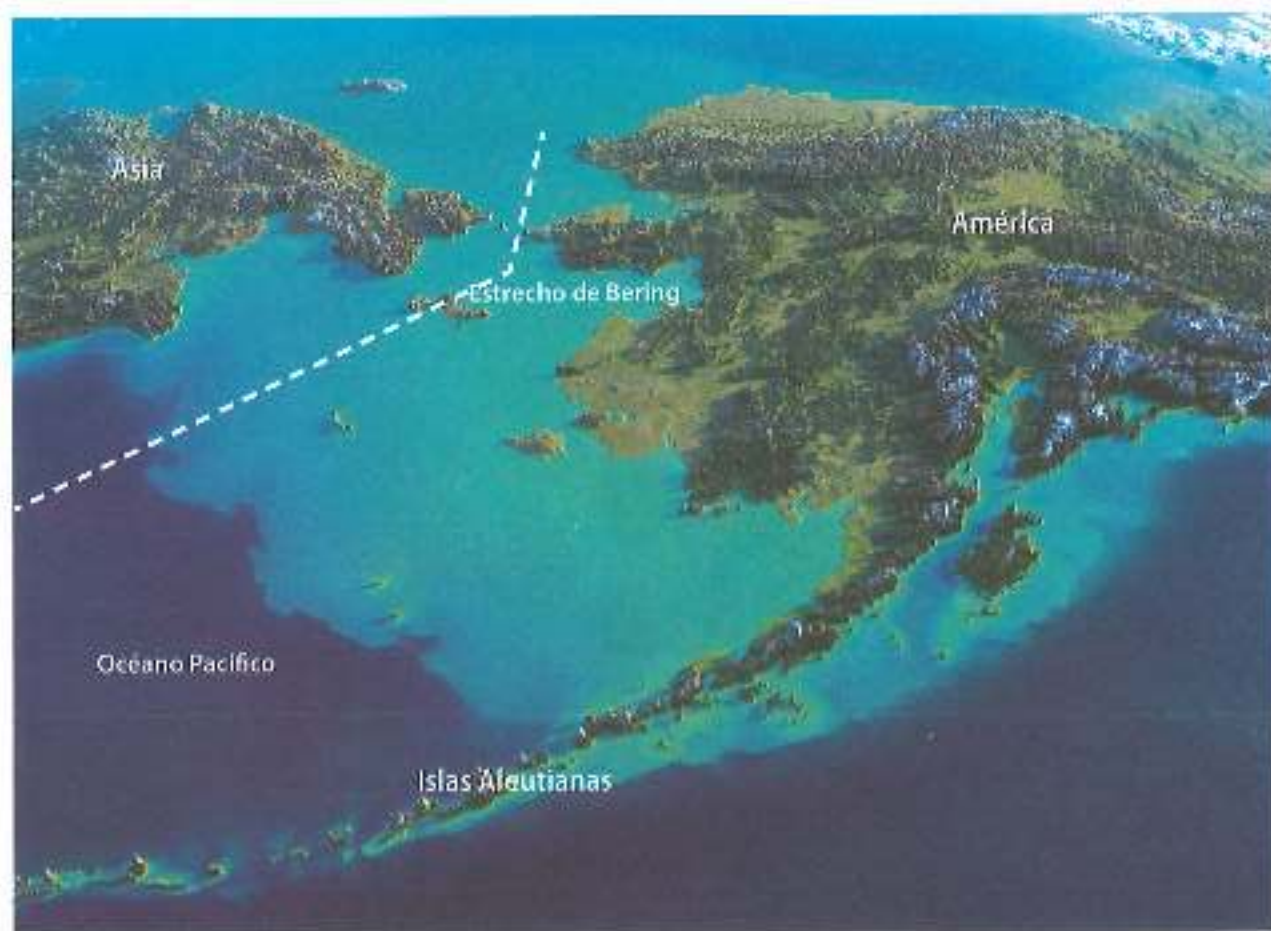 Asia
América
Estrecho de Bering
Océano Pacífico
Islas Aleutianas